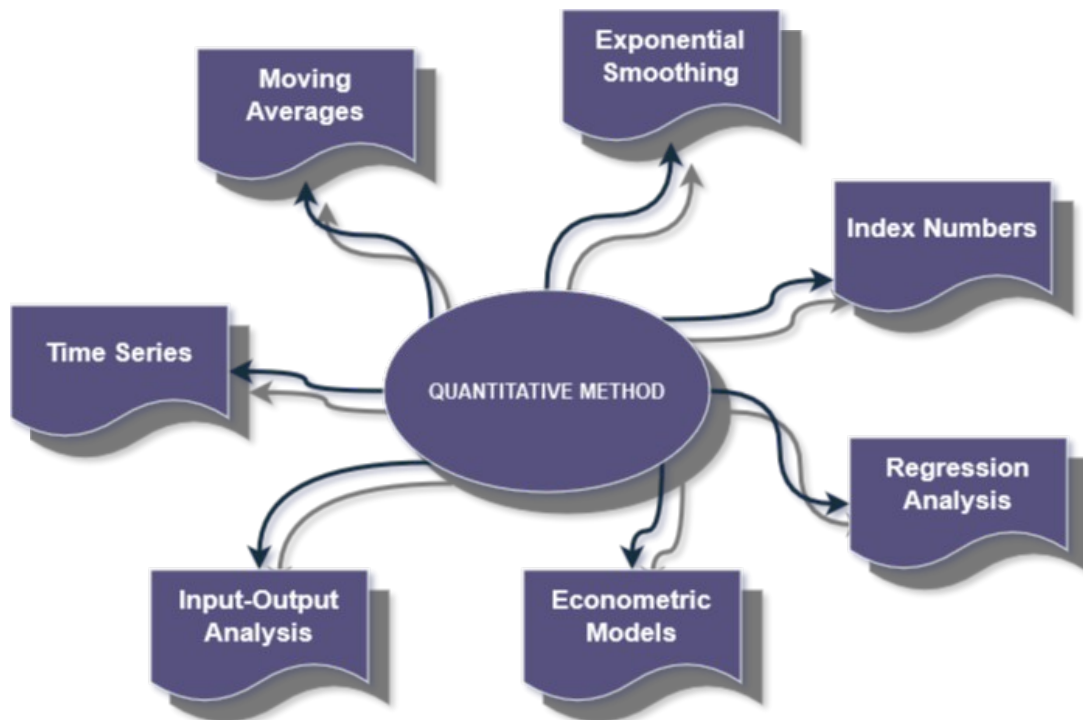 Exponential
Smoothing
Moving
Averages
Index Numbers
Time Series
QUANTITATIVE METHOD
Regression
Analysis
Input-Output
Analysis
Econometric
Models